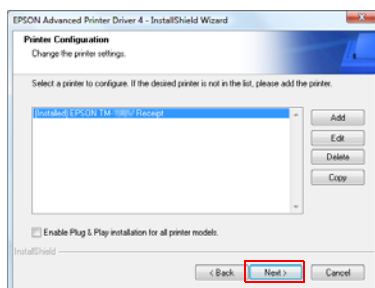 EPSON Advanced Printer Driver 4 - InstallShield Wizard
Printer Configuration
Change the printer settings.
Select a printer to configure. If the desired printer is not in the list, please add the printer.
(Installed) EPSON TM- Receipt
Add
Edit
Delete
Copy
Enable Plug & Play installation for all printer models.
InstallShield
< Back
Next >
Cancel